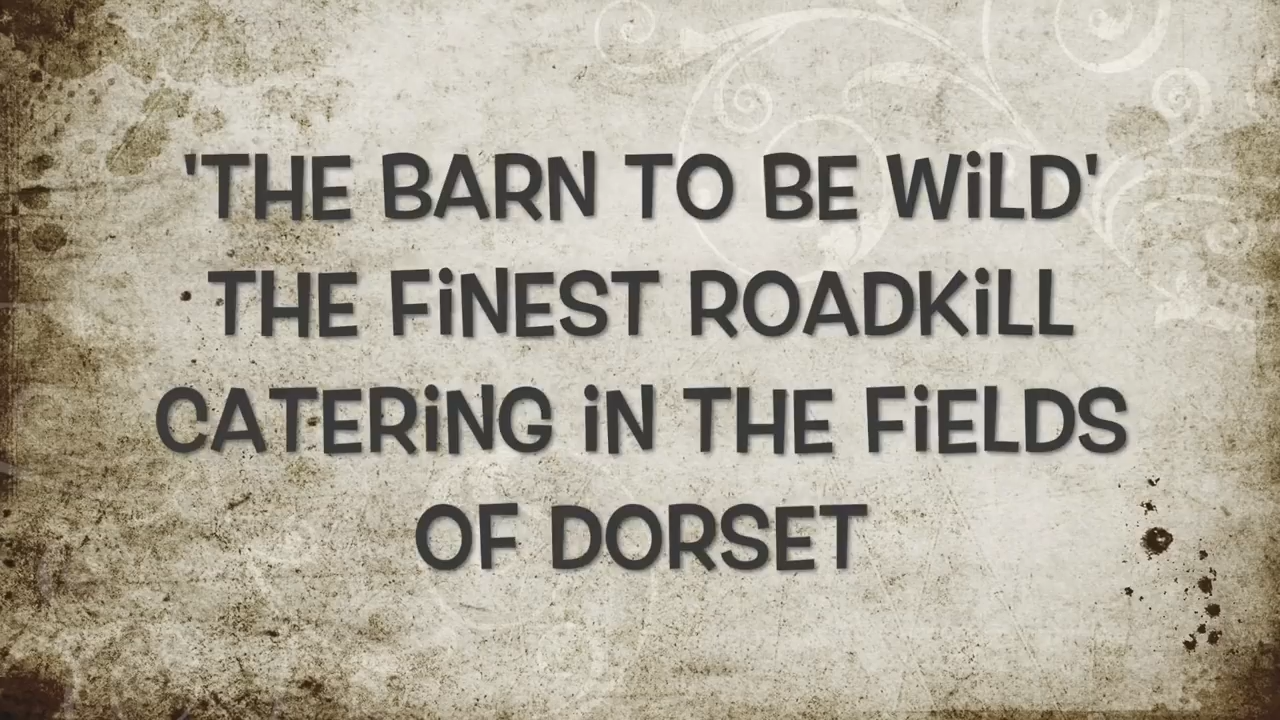 'THE BARN TO BE WiLD'
THE FiNEST ROADKiLL
CATERiNG iN THE FiELDS
OF DORSET